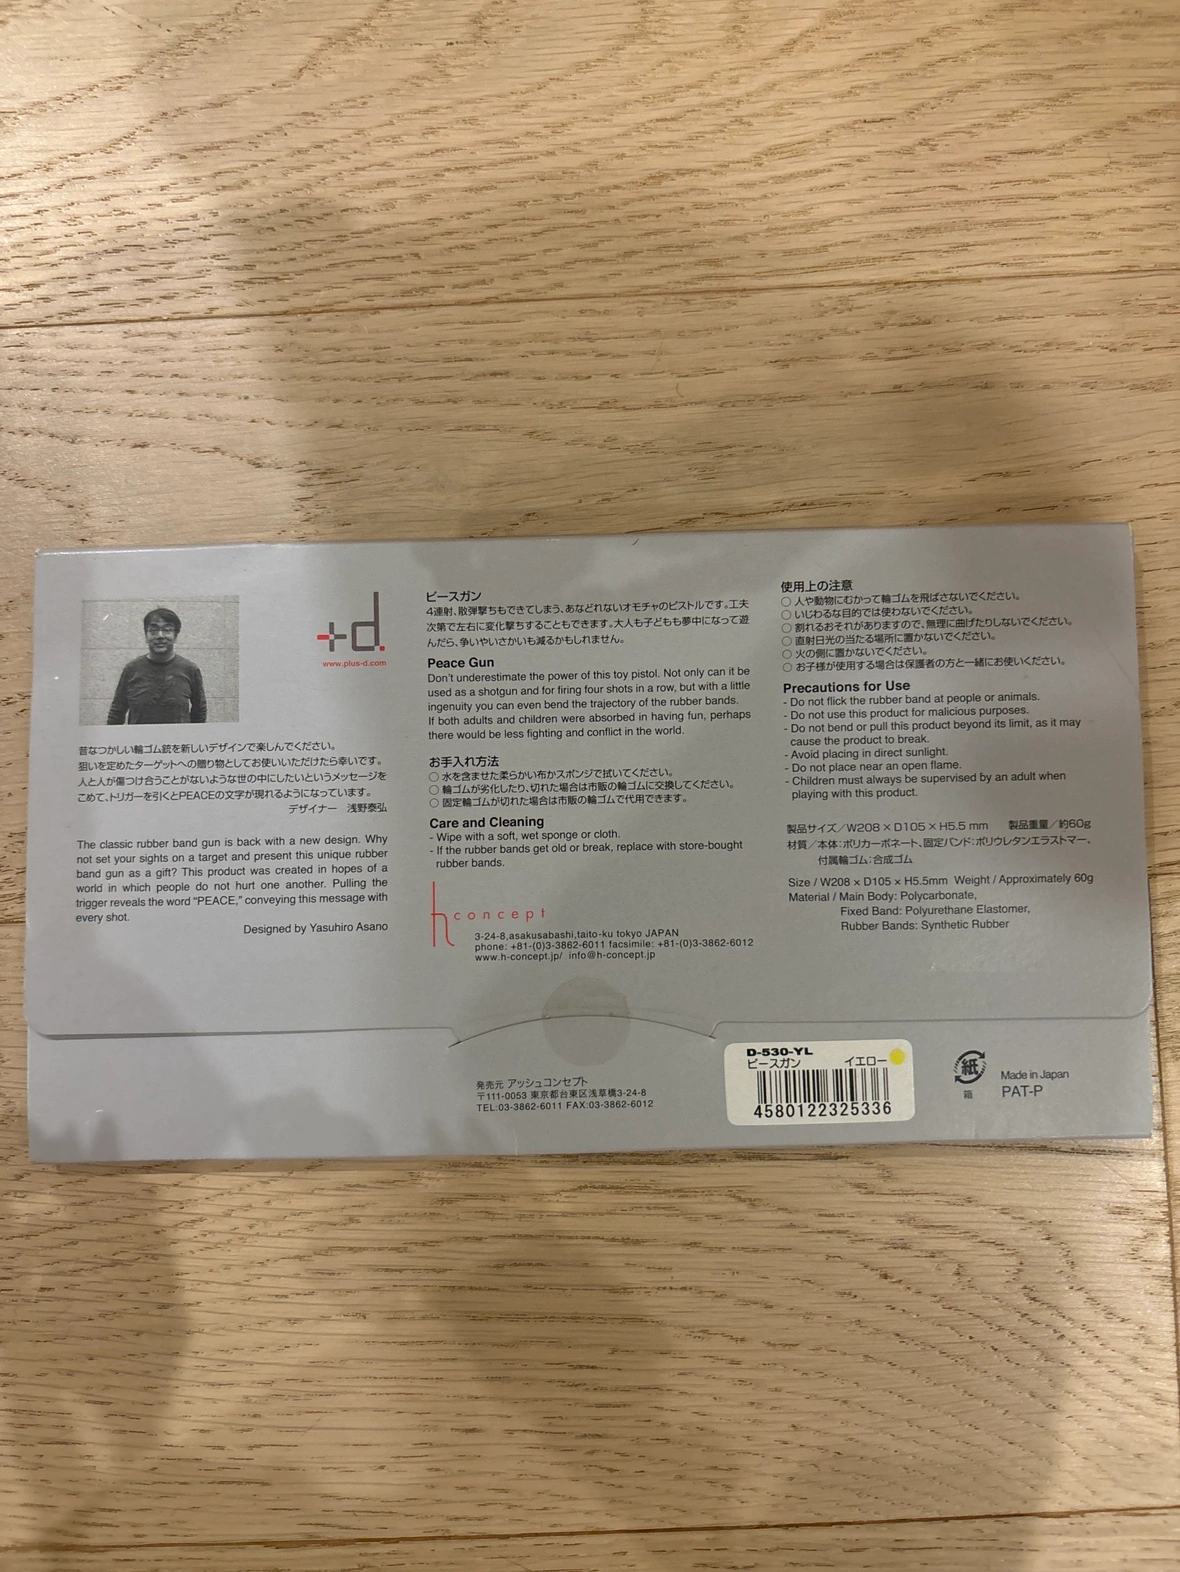 +d.
www.plus-d.com
昔なつかしい輪ゴム銃を新しいデザインで楽しんでください。
狙いを定めたターゲットへの贈り物としてお使いいただけたら幸いです。
人と人が傷つけ合うことがないような世の中にしたいというメッセージを
こめて、トリガーを引くとPEACEの文字が現れるようになっています。
デザイナー 浅野泰弘
The classic rubber band gun is back with a new design. Why
not set your sights on a target and present this unique rubber
band gun as a gift? This product was created in hopes of a
world in which people do not hurt one another. Pulling the
trigger reveals the word “PEACE,” conveying this message with
every shot.
Designed by Yasuhiro Asano
ピースガン
4連射、散弾撃ちもできてしまう、あなどれないオモチャのピストルです。工夫
次第で左右に変化撃ちすることもできます。大人も子どもも夢中になって遊
んだら、争いやいさかいも減るかもしれません。
Peace Gun
Don’t underestimate the power of this toy pistol. Not only can it be
used as a shotgun and for firing four shots in a row, but with a little
ingenuity you can even bend the trajectory of the rubber bands.
If both adults and children were absorbed in having fun, perhaps
there would be less fighting and conflict in the world.
お手入れ方法
○ 水を含ませた柔らかい布かスポンジで拭いてください。
○ 輪ゴムが劣化したり、切れた場合は市販の輪ゴムに交換してください。
○ 固定輪ゴムが切れた場合は市販の輪ゴムで代用できます。
Care and Cleaning
- Wipe with a soft, wet sponge or cloth.
- If the rubber bands get old or break, replace with store-bought
rubber bands.
h concept
3-24-8,asakusabashi,taito-ku tokyo JAPAN
phone: +81-(0)3-3862-6011 facsimile: +81-(0)3-3862-6012
www.h-concept.jp/ info@h-concept.jp
使用上の注意
○ 人や動物にむかって輪ゴムを飛ばさないでください。
○ いじわるな目的では使わないでください。
○ 割れるおそれがありますので、無理に曲げたりしないでください。
○ 直射日光の当たる場所に置かないでください。
○ 火の側に置かないでください。
○ お子様が使用する場合は保護者の方と一緒にお使いください。
Precautions for Use
- Do not flick the rubber band at people or animals.
- Do not use this product for malicious purposes.
- Do not bend or pull this product beyond its limit, as it may
cause the product to break.
- Avoid placing in direct sunlight.
- Do not place near an open flame.
- Children must always be supervised by an adult when
playing with this product.
製品サイズ/W208×D105×H5.5 mm 製品重量/約60g
材質/本体:ポリカーボネート、固定バンド:ポリウレタンエラストマー、
付属輪ゴム:合成ゴム
Size / W208 × D105 × H5.5mm Weight / Approximately 60g
Material / Main Body: Polycarbonate,
Fixed Band: Polyurethane Elastomer,
Rubber Bands: Synthetic Rubber
発売元 アッシュコンセプト
〒111-0053 東京都台東区浅草橋3-24-8
TEL:03-3862-6011 FAX:03-3862-6012
D-530-YL
ピースガン イエロー
4580122325336
紙
箱
Made in Japan
PAT-P